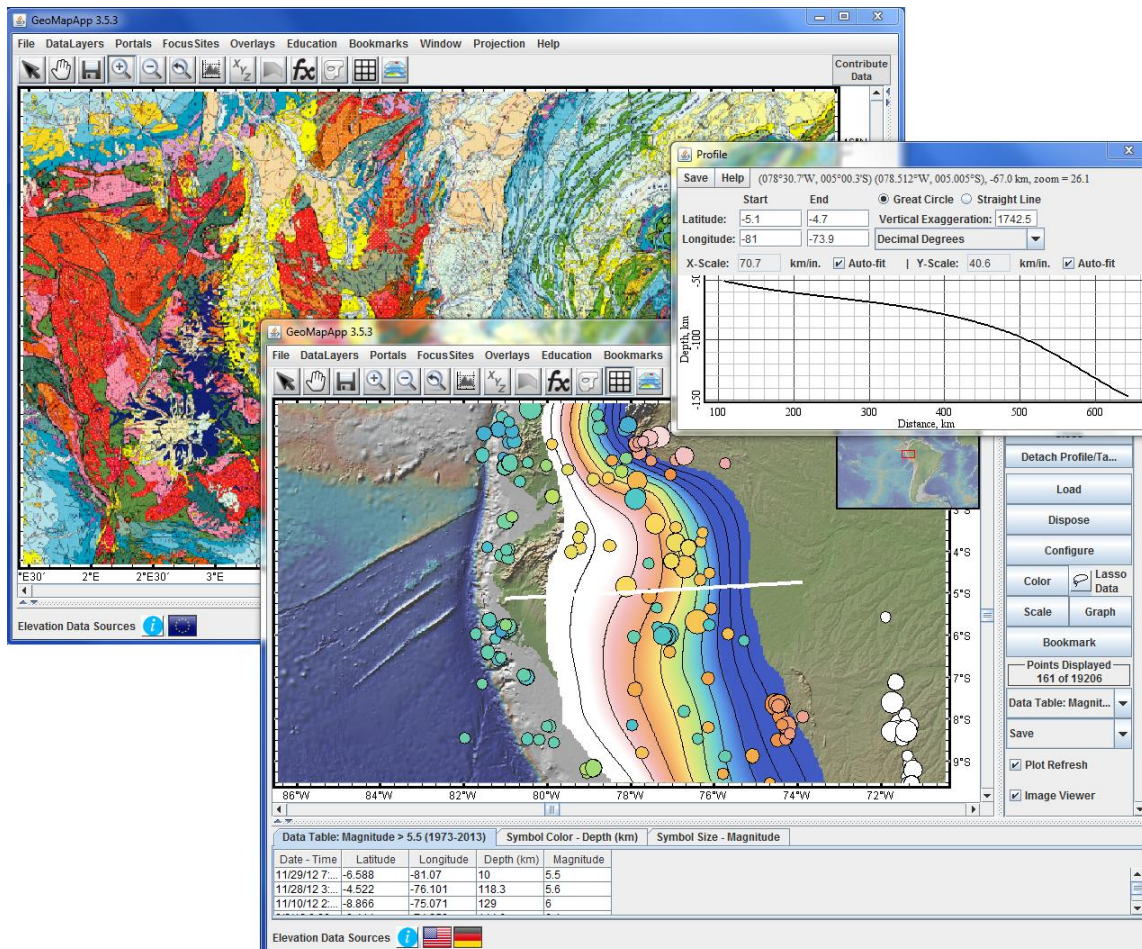 GeoMapApp 3.5.3
File DataLayers Portals FocusSites Overlays Education Bookmarks Window Projection Help
X Y Z
fx
Contribute
Data
°E30' 2°E 2°E30' 3°E
Elevation Data Sources
Profile
Save Help (078°30.7'W, 005°00.3'S) (078.512°W, 005.005°S), -67.0 km, zoom = 26.1
Start End Great Circle Straight Line
Latitude: -5.1 -4.7 Vertical Exaggeration: 1742.5
Longitude: -81 -73.9 Decimal Degrees
X-Scale: 70.7 km/in. Auto-fit | Y-Scale: 40.6 km/in. Auto-fit
Depth, km
-100
-150
100 200 300 400 500 600
Distance, km
GeoMapApp 3.5.3
File DataLayers Portals FocusSites Overlays Education Bookmarks
X Y Z
fx
3°S
4°S
5°S
6°S
7°S
8°S
9°S
86°W 84°W 82°W 80°W 78°W 76°W 74°W 72°W
Detach Profile/Ta...
Load
Dispose
Configure
Color Lasso Data
Scale Graph
Bookmark
Points Displayed
161 of 19206
Data Table: Magnit...
Save
Plot Refresh
Image Viewer
Data Table: Magnitude > 5.5 (1973-2013) Symbol Color - Depth (km) Symbol Size - Magnitude
Date - Time Latitude Longitude Depth (km) Magnitude
11/29/12 7:... -6.588 -81.07 10 5.5
11/28/12 3:... -4.522 -76.101 118.3 5.6
11/10/12 2:... -8.866 -75.071 129 6
Elevation Data Sources